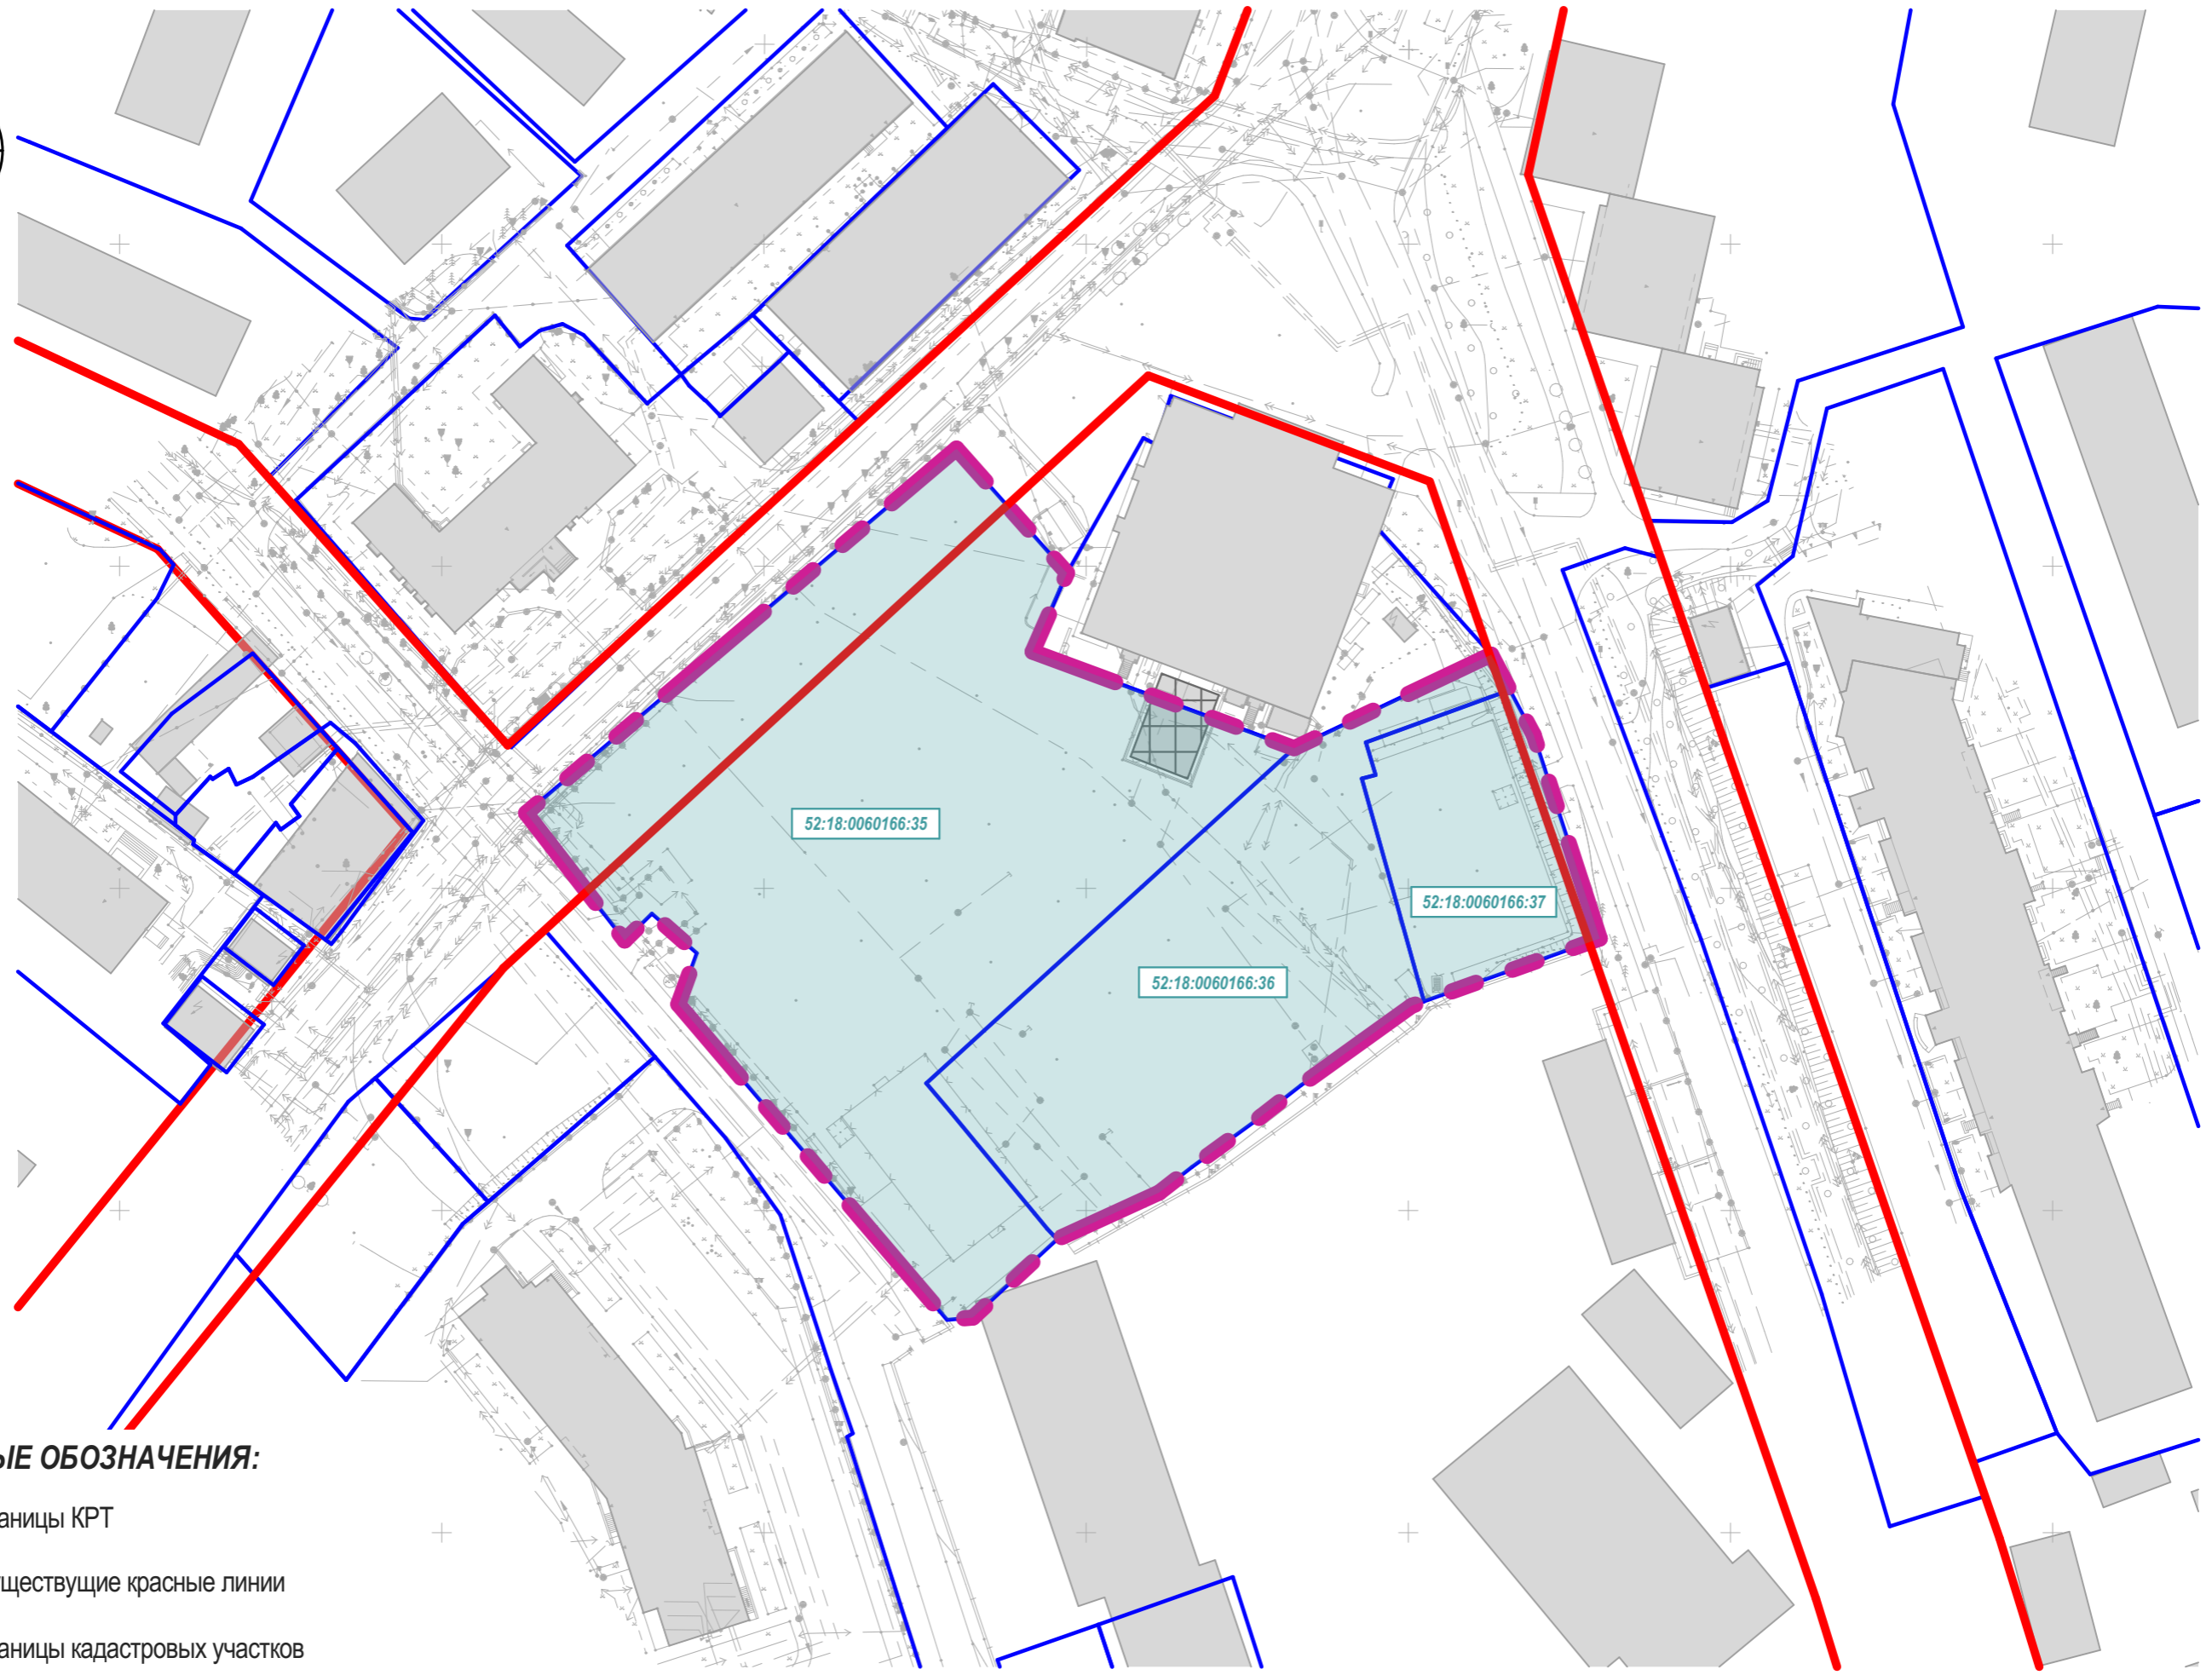 52:18:0060166:35
52:18:0060166:37
52:18:0060166:36
ЫЕ ОБОЗНАЧЕНИЯ:
аницы КРТ
ществущие красные линии
аницы кадастровых участков